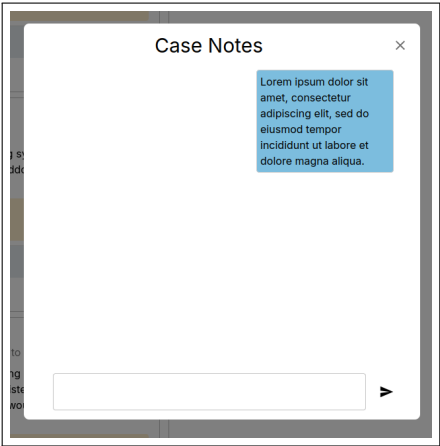 Case Notes
Lorem ipsum dolor sit
amet, consectetur
adipiscing elit, sed do
eiusmod tempor
incididunt ut labore et
dolore magna aliqua.
to